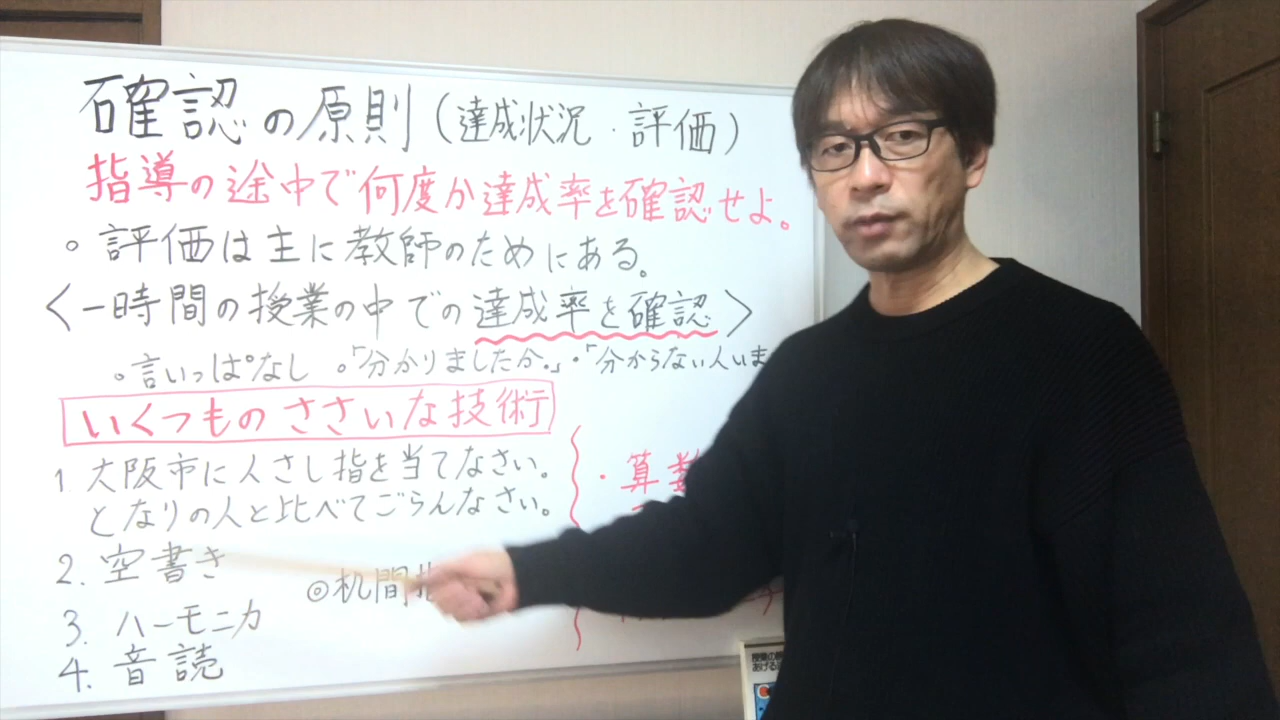 確認の原則(達成状況・評価)
指導の途中で何度か達成率を確認せよ。
。評価は主に教師のためにある。
〈一時間の授業の中での達成率を確認〉
。言いっぱなし 。「分かりましたか。」・「分からない人いま
いくつものささいな技術
1. 大阪市に人さし指を当てなさい。
となりの人と比べてごらんなさい。
・算数
2. 空書き
◎机間指
3. ハーモニカ
4. 音読
授業の
あげる